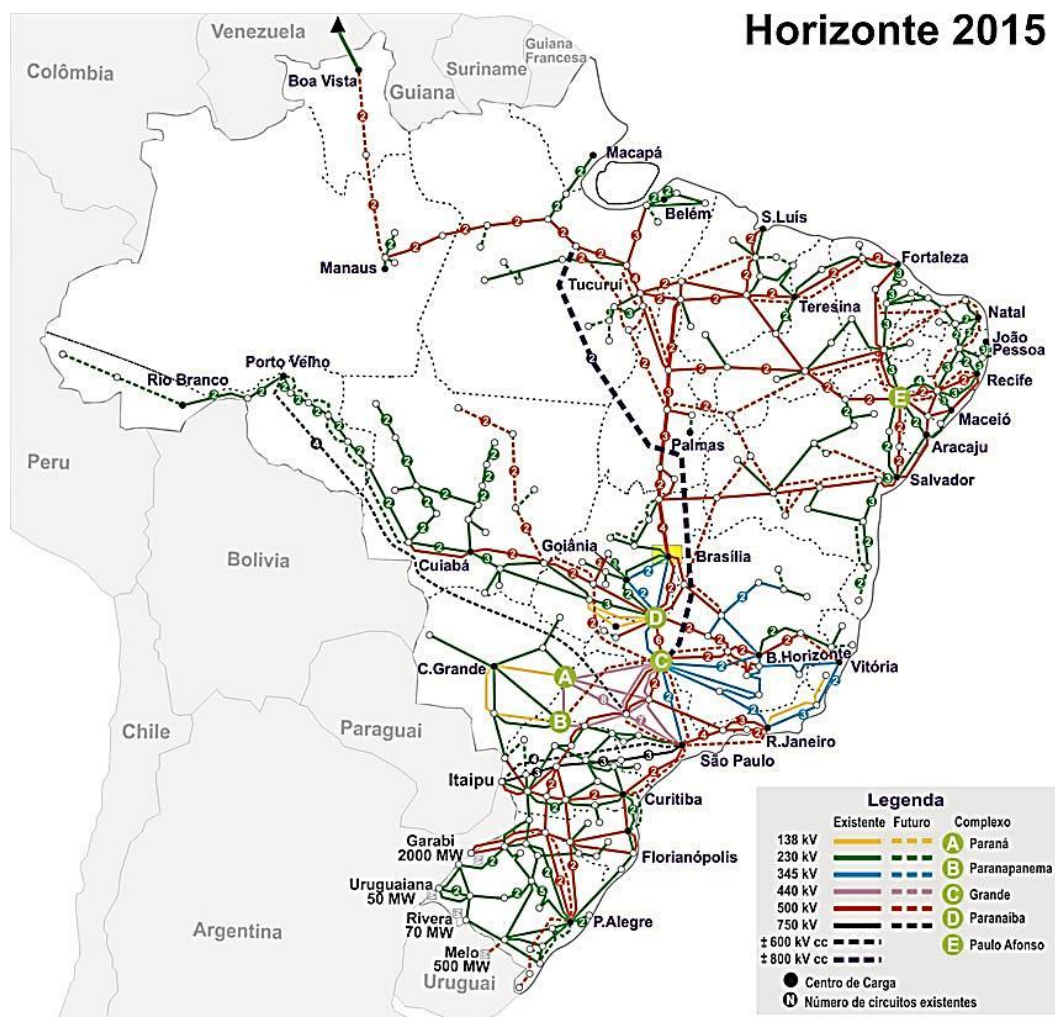 Horizonte 2015
Venezuela
Colômbia
Boa Vista
Guiana
Suriname
Guiana
Francesa
Macapá
Belém
S.Luís
Manaus
Tucuruí
Fortaleza
Teresina
Natal
João
Pessoa
Recife
Porto Velho
Rio Branco
Maceió
Palmas
Aracaju
Peru
Salvador
Goiânia
Brasília
Cuiabá
Bolivia
B.Horizonte
Vitória
C.Grande
Chile
Paraguai
R.Janeiro
São Paulo
Itaipu
Curitiba
Garabi
2000 MW
Florianópolis
Uruguaiana
50 MW
Rivera
70 MW
P.Alegre
Melo
500 MW
Argentina
Uruguai
A
B
C
D
E
Legenda
Existente Futuro Complexo
138 kV A Paraná
230 kV B Paranapanema
345 kV C Grande
440 kV D Paranaiba
500 kV E Paulo Afonso
750 kV
± 600 kV cc
± 800 kV cc
Centro de Carga
N Número de circuitos existentes